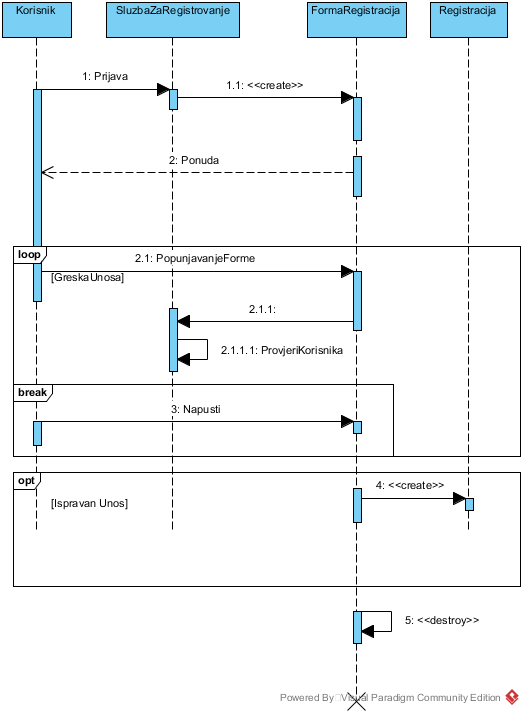 Korisnik
SluzbaZaRegistrovanje
FormaRegistracija
Registracija
1: Prijava
1.1: <<create>>
2: Ponuda
loop
2.1: PopunjavanjeForme
[GreskaUnosa]
2.1.1:
2.1.1.1: ProvjeriKorisnika
break
3: Napusti
opt
4: <<create>>
[Ispravan Unos]
5: <<destroy>>
Powered By Visual Paradigm Community Edition